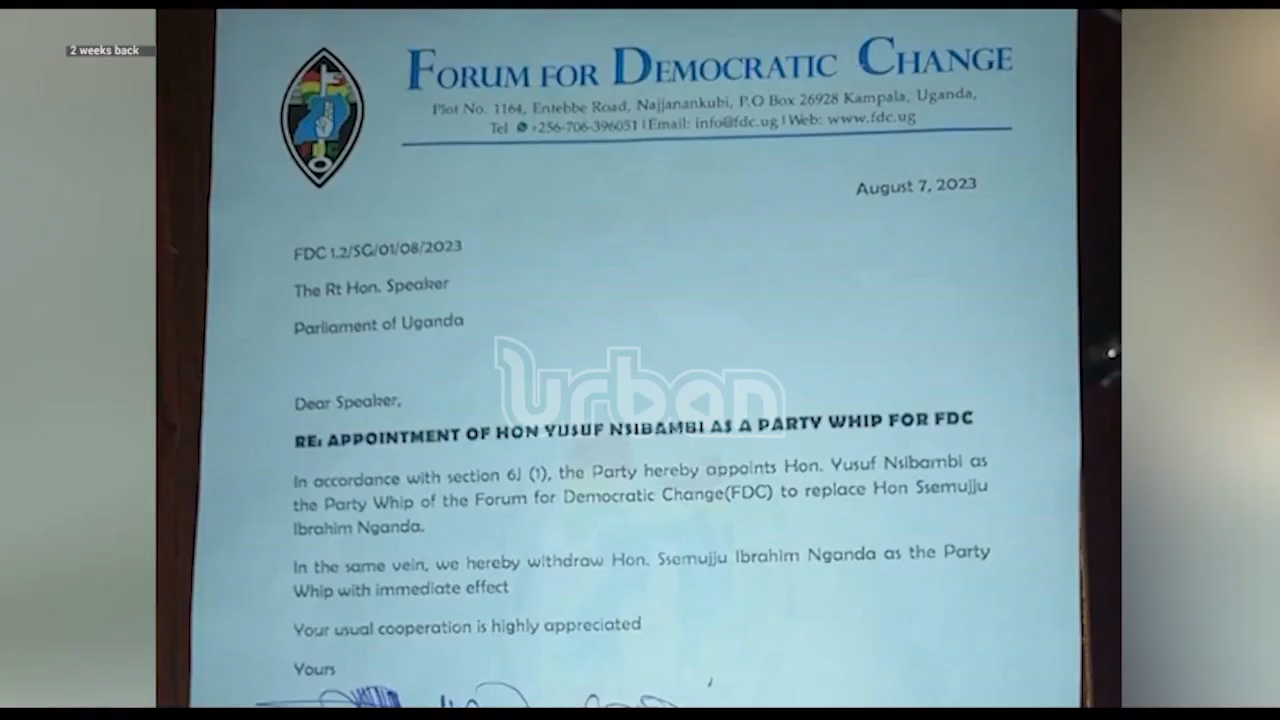 2 weeks back
FORUM FOR DEMOCRATIC CHANGE
Plot No. 1164, Entebbe Road, Najjanankubi, P.O Box 26928 Kampala, Uganda,
Tel +256-706-396051 | Email: info@fdc.ug | Web: www.fdc.ug
August 7, 2023
FDC 1.2/SG/01/08/2023
The Rt Hon. Speaker
Parliament of Uganda
urban
Dear Speaker,
RE: APPOINTMENT OF HON YUSUF NSIBAMBI AS A PARTY WHIP FOR FDC
In accordance with section 6J (1), the Party hereby appoints Hon. Yusuf Nsibambi as
the Party Whip of the Forum for Democratic Change(FDC) to replace Hon Ssemujju
Ibrahim Nganda.
In the same vein, we hereby withdraw Hon. Ssemujju Ibrahim Nganda as the Party
Whip with immediate effect
Your usual cooperation is highly appreciated
Yours